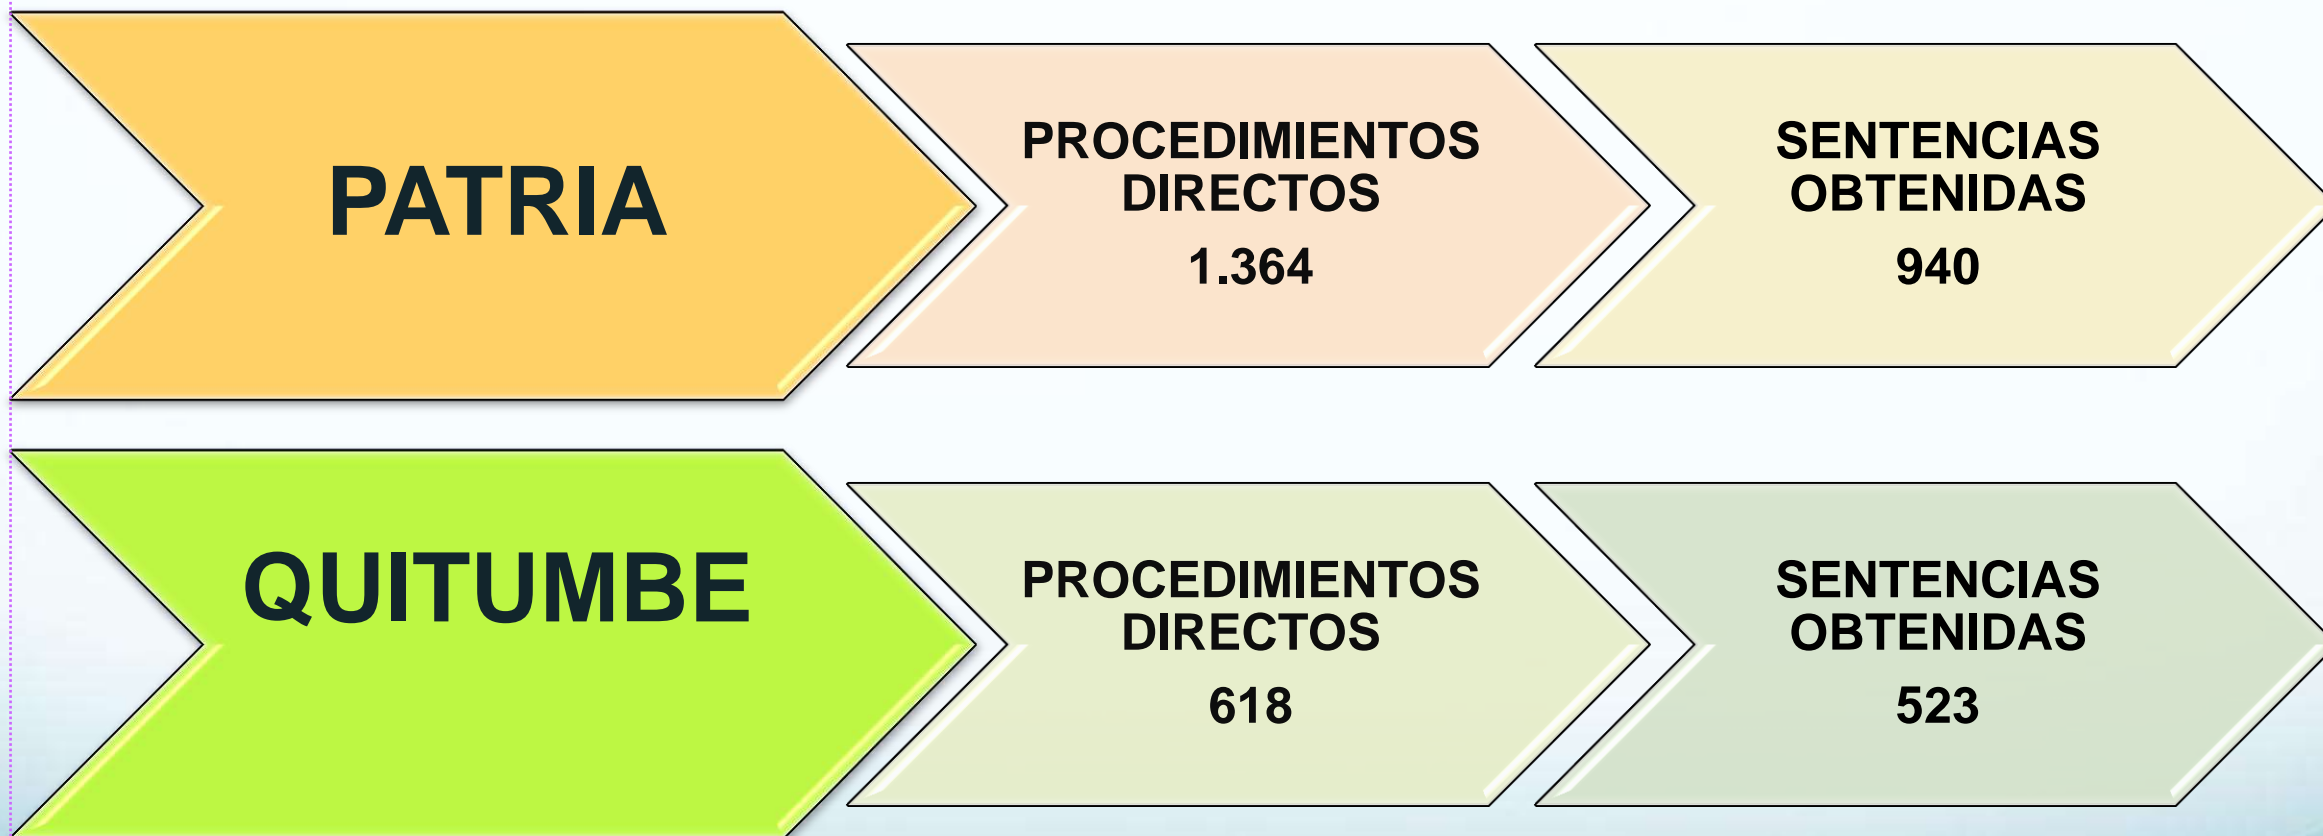 PATRIA
PROCEDIMIENTOS
DIRECTOS
1.364
SENTENCIAS
OBTENIDAS
940
QUITUMBE
PROCEDIMIENTOS
DIRECTOS
618
SENTENCIAS
OBTENIDAS
523